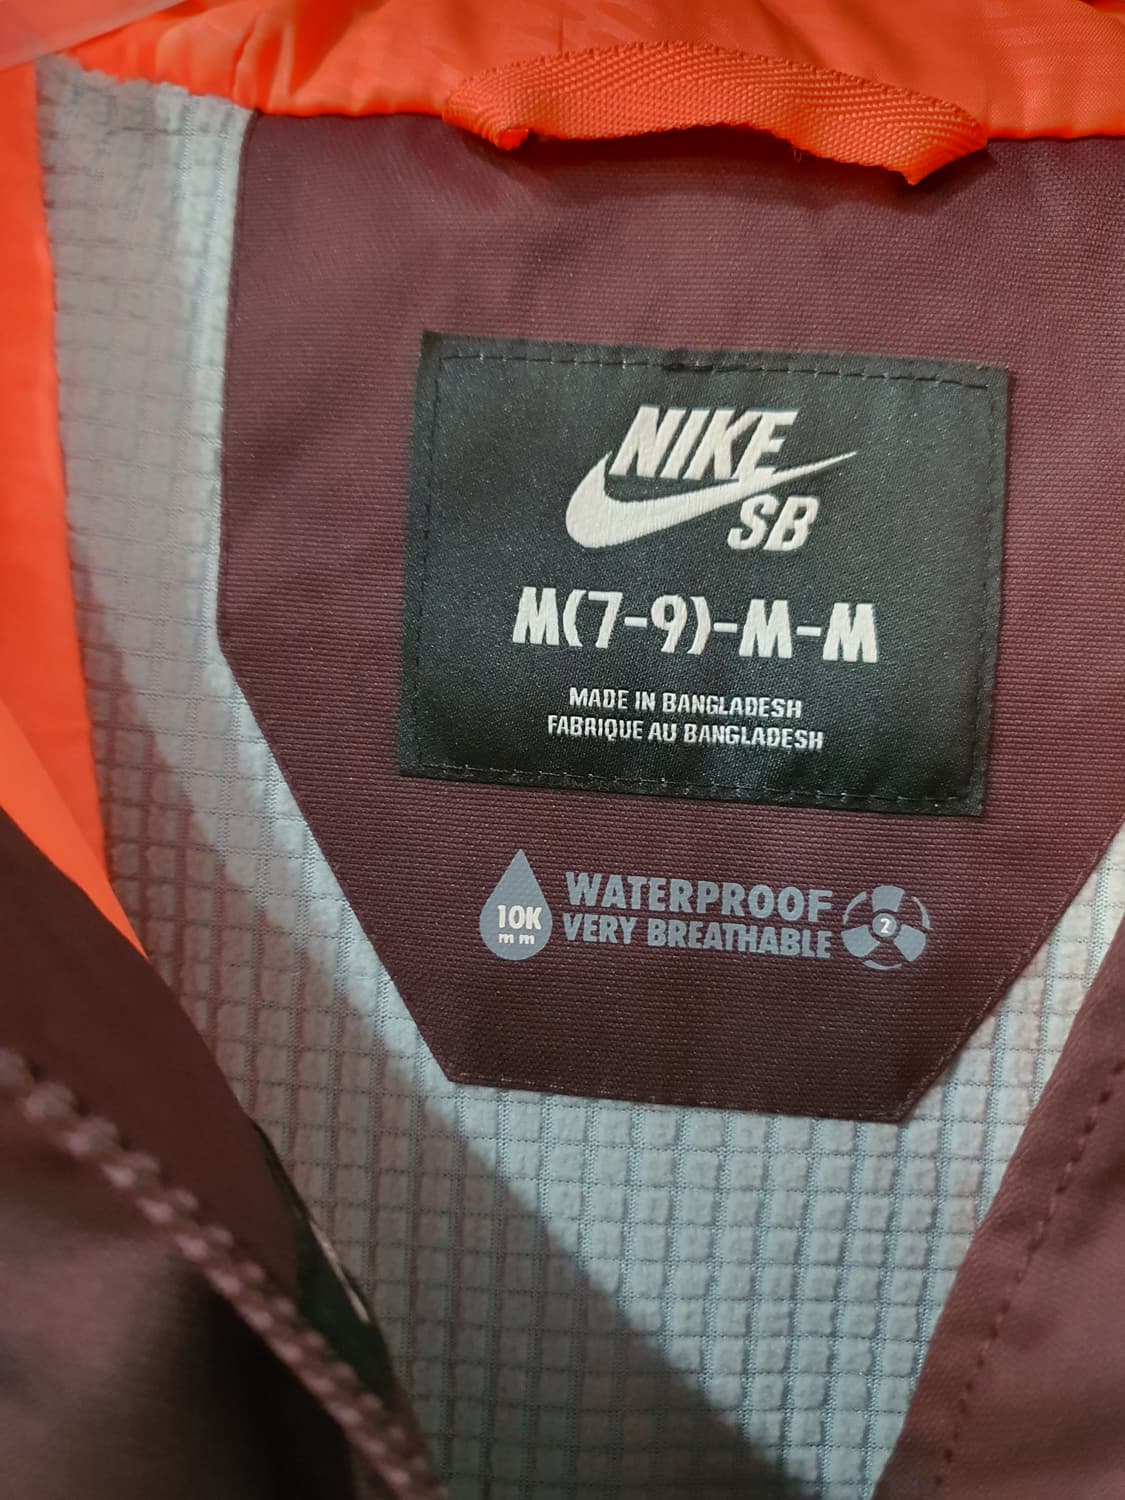 NIKE
SB
M(7-9)-M-M
MADE IN BANGLADESH
FABRIQUE AU BANGLADESH
10K
mm
WATERPROOF
VERY BREATHABLE
2